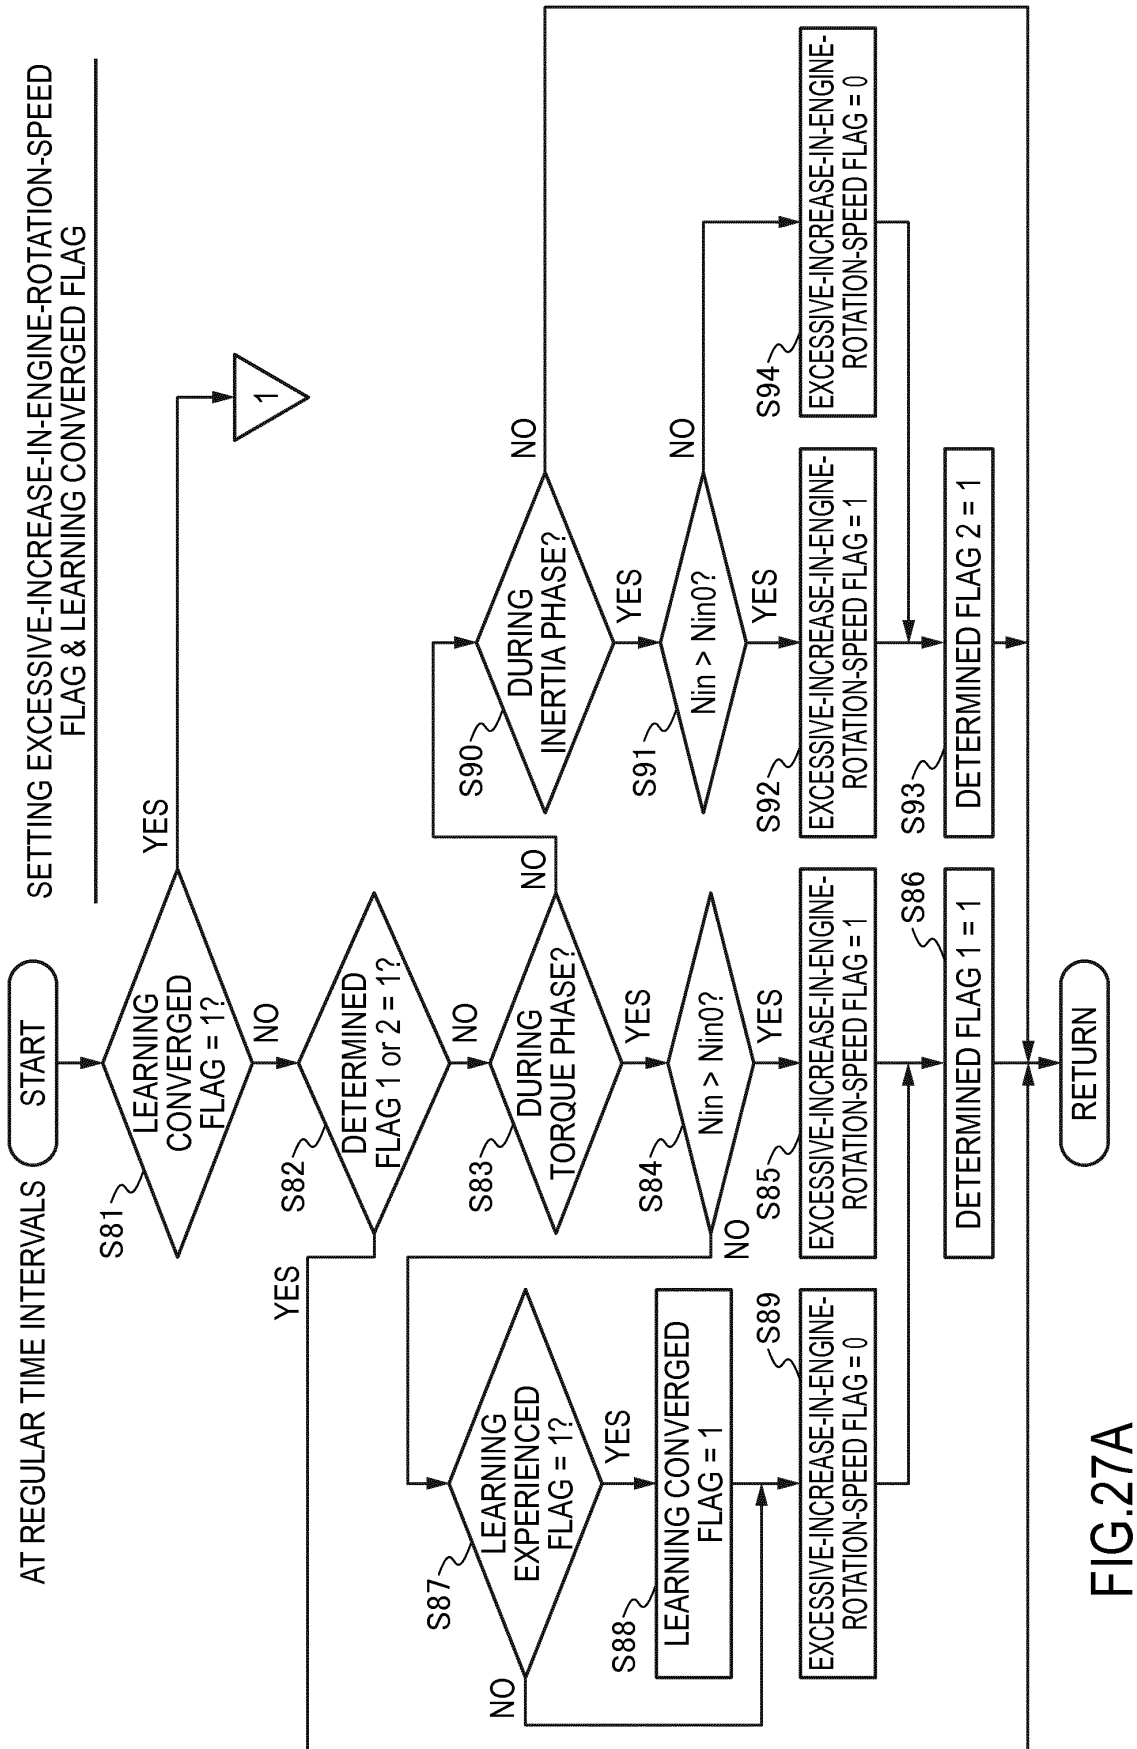 AT REGULAR TIME INTERVALS
SETTING EXCESSIVE-INCREASE-IN-ENGINE-ROTATION-SPEED
FLAG & LEARNING CONVERGED FLAG
START
S81
LEARNING
CONVERGED
FLAG = 1?
YES
1
NO
S82
DETERMINED
FLAG 1 or 2 = 1?
YES
NO
S83
DURING
TORQUE PHASE?
NO
YES
S84
Nin > Nin0?
NO
YES
S85
EXCESSIVE-INCREASE-IN-ENGINE-
ROTATION-SPEED FLAG = 1
S86
DETERMINED FLAG 1 = 1
S87
LEARNING
EXPERIENCED
FLAG = 1?
NO
YES
S88
LEARNING CONVERGED
FLAG = 1
S89
EXCESSIVE-INCREASE-IN-ENGINE-
ROTATION-SPEED FLAG = 0
S90
DURING
INERTIA PHASE?
NO
YES
S91
Nin > Nin0?
NO
YES
S92
EXCESSIVE-INCREASE-IN-ENGINE-
ROTATION-SPEED FLAG = 1
S93
DETERMINED FLAG 2 = 1
S94
EXCESSIVE-INCREASE-IN-ENGINE-
ROTATION-SPEED FLAG = 0
RETURN
FIG.27A